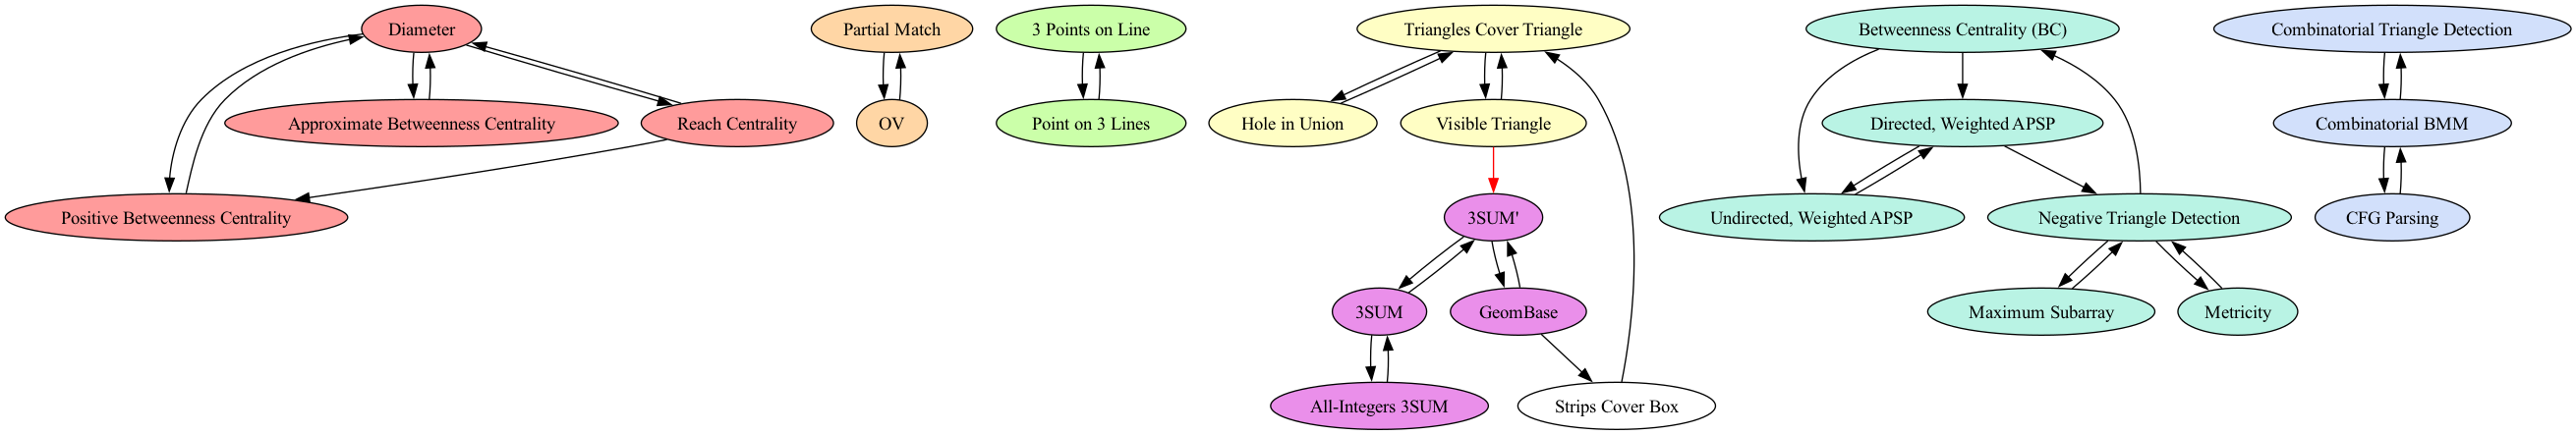 Diameter
Partial Match
3 Points on Line
Triangles Cover Triangle
Betweenness Centrality (BC)
Combinatorial Triangle Detection
Approximate Betweenness Centrality
Reach Centrality
OV
Point on 3 Lines
Hole in Union
Visible Triangle
Directed, Weighted APSP
Combinatorial BMM
Positive Betweenness Centrality
3SUM'
Undirected, Weighted APSP
Negative Triangle Detection
CFG Parsing
3SUM
GeomBase
Maximum Subarray
Metricity
All-Integers 3SUM
Strips Cover Box